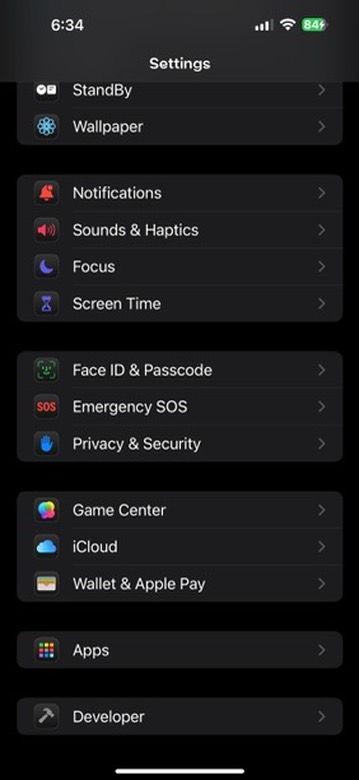 6:34
84
Settings
StandBy
Wallpaper
Notifications
Sounds & Haptics
Focus
Screen Time
Face ID & Passcode
SOS Emergency SOS
Privacy & Security
Game Center
iCloud
Wallet & Apple Pay
Apps
Developer